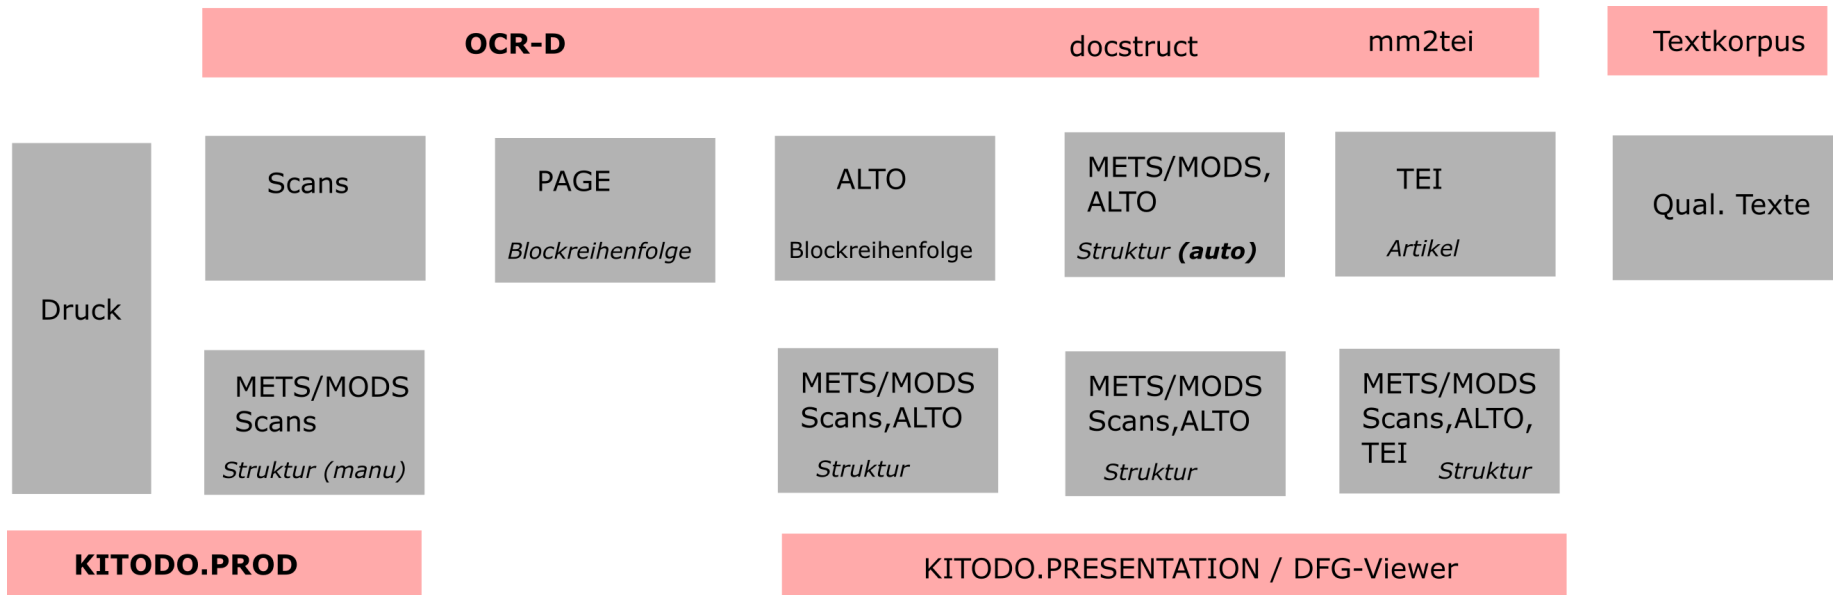 OCR-D
docstruct
mm2tei
Textkorpus
Druck
Scans
PAGE
Blockreihenfolge
ALTO
Blockreihenfolge
METS/MODS,
ALTO
Struktur (auto)
TEI
Artikel
Qual. Texte
METS/MODS
Scans
Struktur (manu)
METS/MODS
Scans,ALTO
Struktur
METS/MODS
Scans,ALTO
Struktur
METS/MODS
Scans,ALTO,
TEI Struktur
KITODO.PROD
KITODO.PRESENTATION / DFG-Viewer